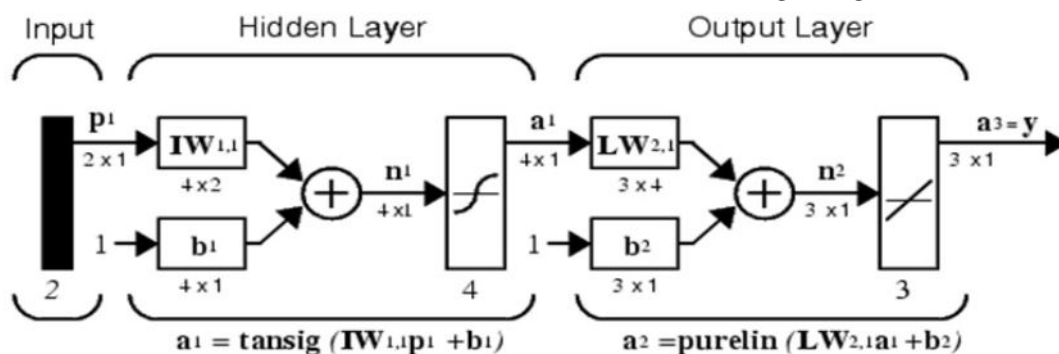 Input Hidden Layer Output Layer
p1 a1 a3 = y
IW1,1 LW2,1
2 x 1 4 x 1 3 x 1
4 x 2 n1 3 x 4 n2
4 x 1 3 x 1
1 b1 1 b2
2 4 x 1 4 3 x 1 3
a1 = tansig (IW1,1p1 +b1) a2 =purelin (LW2,1a1 +b2)